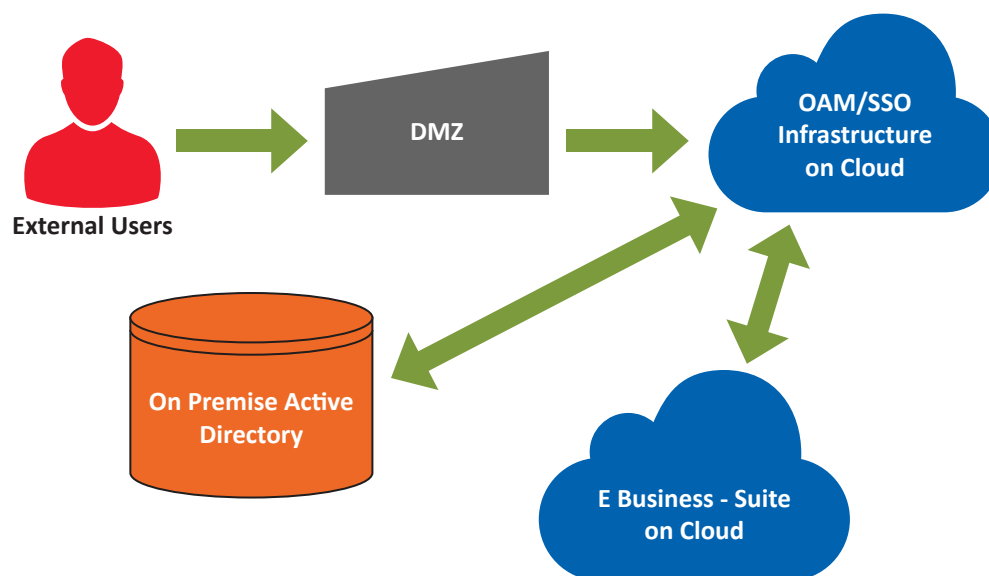 External Users
DMZ
OAM/SSO
Infrastructure
on Cloud
On Premise Active
Directory
E Business - Suite
on Cloud